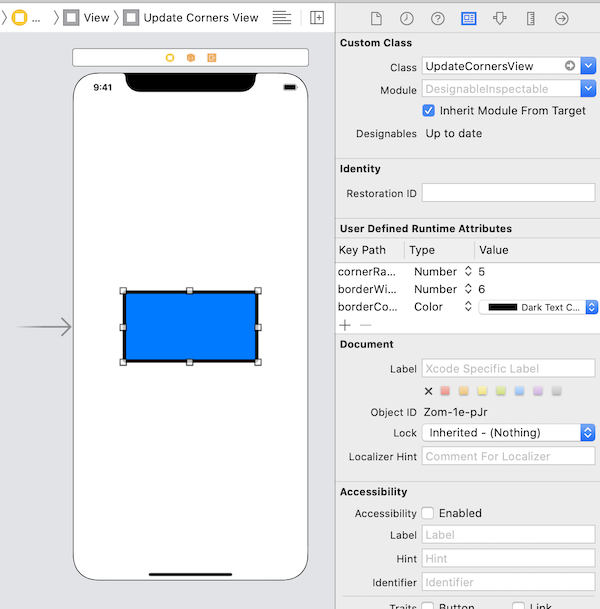 ... View Update Corners View
9:41
Custom Class
Class UpdateCornersView
Module DesignableInspectable
Inherit Module From Target
Designables Up to date
Identity
Restoration ID
User Defined Runtime Attributes
Key Path Type Value
cornerRa... Number 5
borderWi... Number 6
borderCo... Color Dark Text C...
Document
Label Xcode Specific Label
Object ID Zom-1e-pJr
Lock Inherited - (Nothing)
Localizer Hint Comment For Localizer
Accessibility
Accessibility Enabled
Label Label
Hint Hint
Identifier Identifier
Traits Button Link